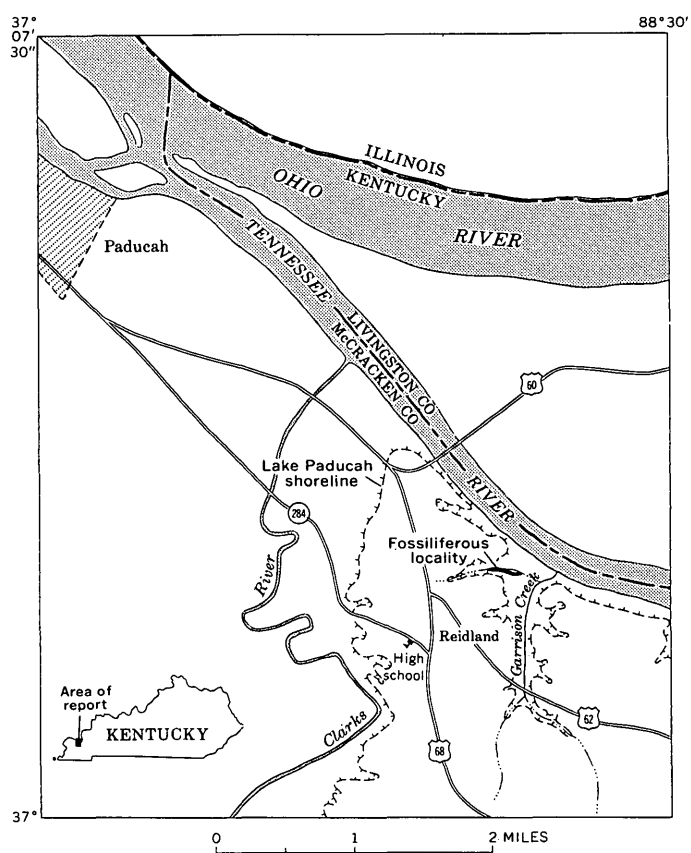 37°
07'
30"
88°30'
ILLINOIS
KENTUCKY
OHIO
RIVER
Paducah
TENNESSEE
RIVER
LIVINGSTON CO
McCRACKEN CO
60
Lake Paducah
shoreline
284
Fossiliferous
locality
River
Garrison Creek
Reidland
High
school
Clarks
62
68
Area of
report
KENTUCKY
37°
0 1 2 MILES